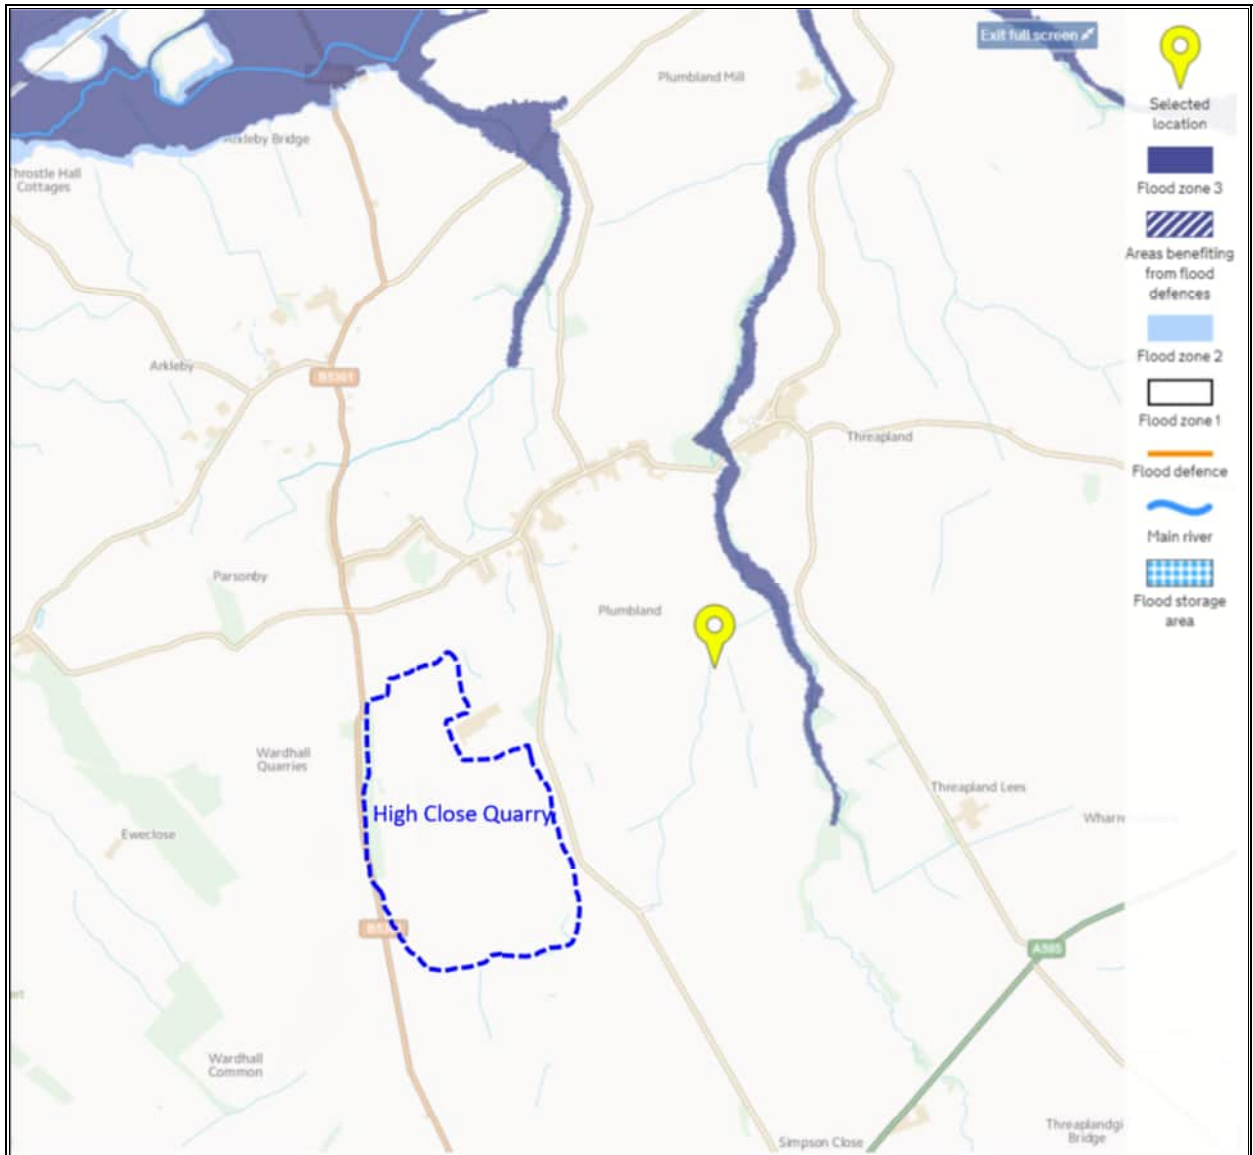 Exit full screen
Plumbland Mill
Selected
location
Arkleby Bridge
Throstle Hall
Cottages
Flood zone 3
Areas benefiting
from flood
defences
Flood zone 2
Arkleby
B5301
Flood zone 1
Threapland
Flood defence
Main river
Parsonby
Flood storage
area
Plumbland
Wardhall
Quarries
Threapland Lees
High Close Quarry
Eweclose
A595
Wardhall
Common
Threaplandgi
Bridge
Simpson Close